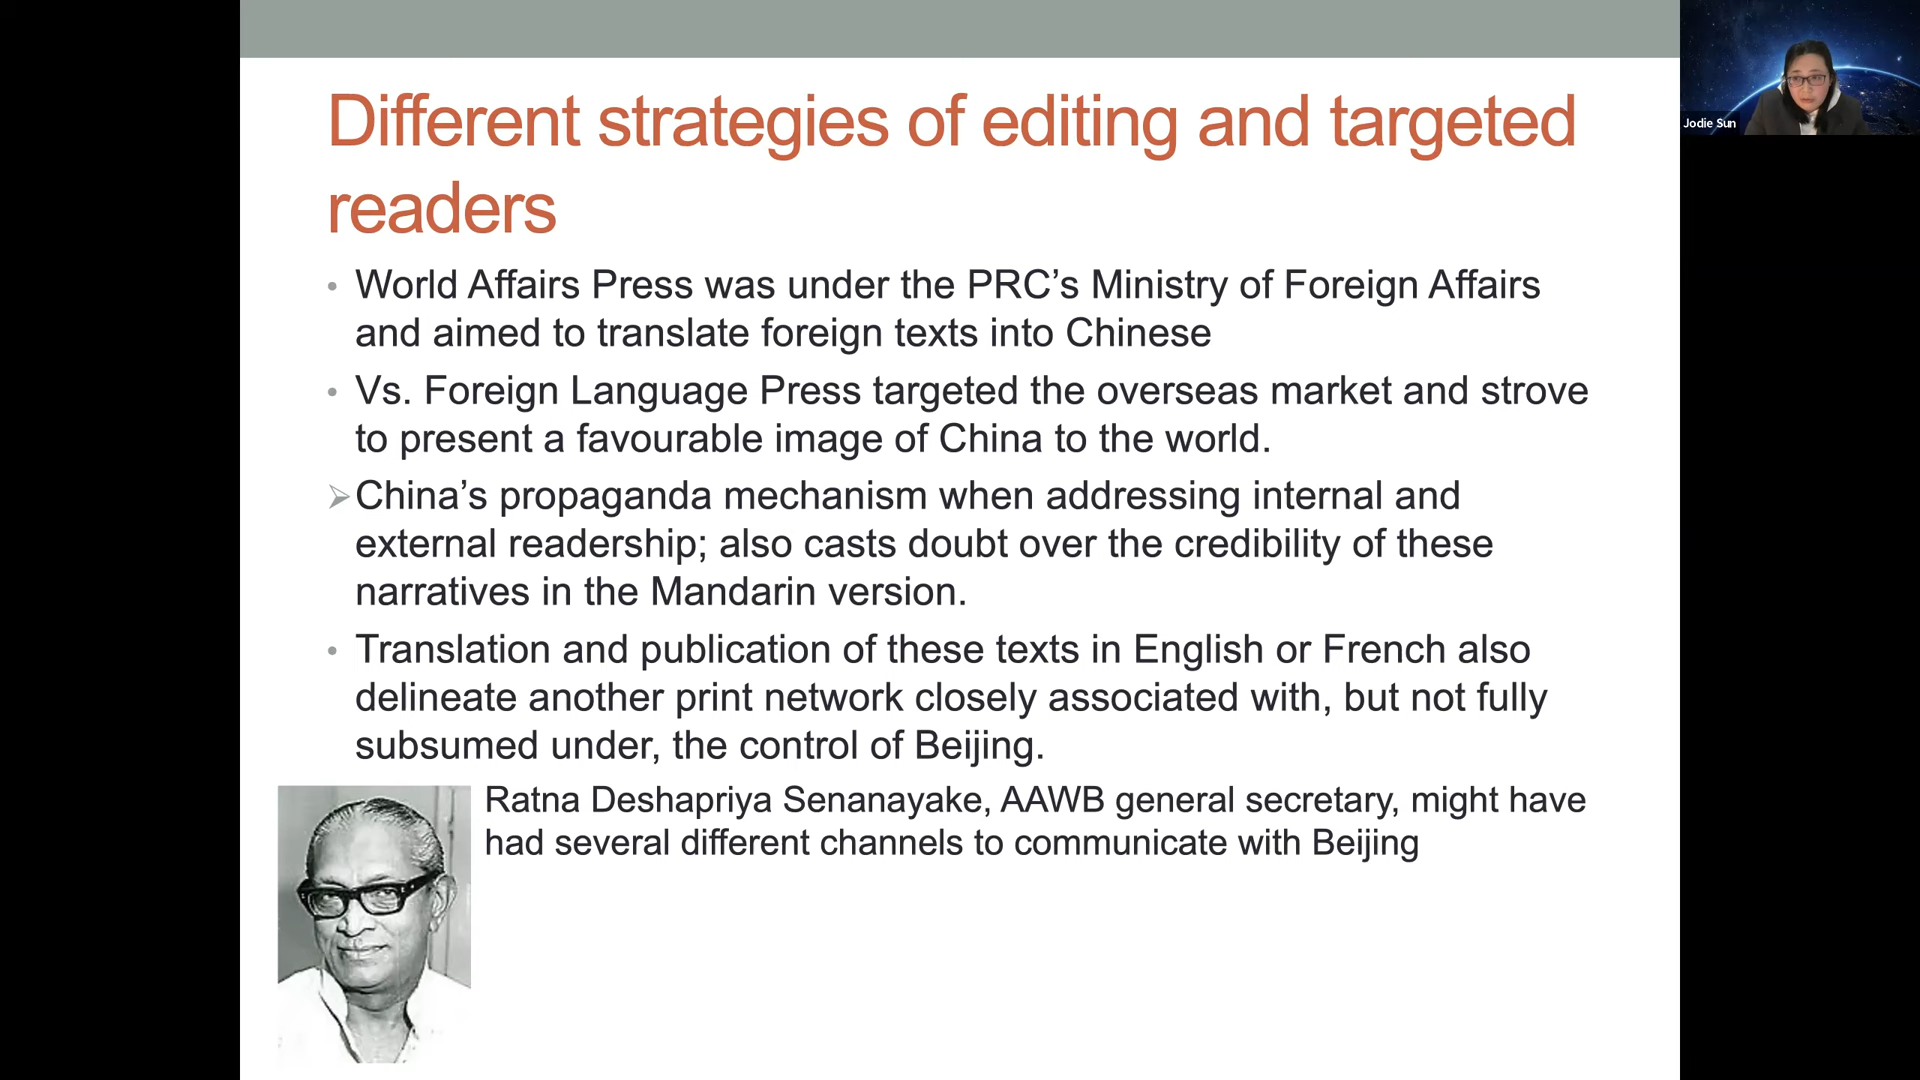 Different strategies of editing and targeted
readers
• World Affairs Press was under the PRC’s Ministry of Foreign Affairs
and aimed to translate foreign texts into Chinese
• Vs. Foreign Language Press targeted the overseas market and strove
to present a favourable image of China to the world.
➢ China’s propaganda mechanism when addressing internal and
external readership; also casts doubt over the credibility of these
narratives in the Mandarin version.
• Translation and publication of these texts in English or French also
delineate another print network closely associated with, but not fully
subsumed under, the control of Beijing.
Ratna Deshapriya Senanayake, AAWB general secretary, might have
had several different channels to communicate with Beijing
Jodie Sun